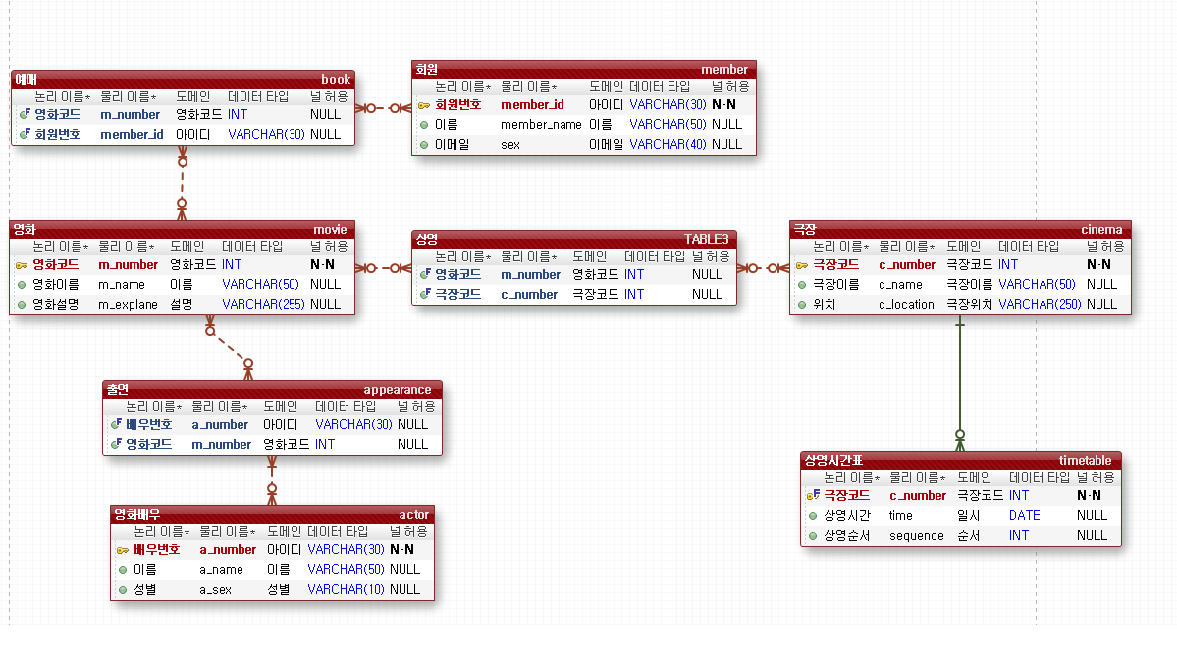 예매 book
논리 이름* 물리 이름* 도메인 데이터 타입 널 허용
영화코드 m_number 영화코드 INT NULL
회원번호 member_id 아이디 VARCHAR(30) NULL
회원 member
논리 이름* 물리 이름* 도메인 데이터 타입 널 허용
회원번호 member_id 아이디 VARCHAR(30) N-N
이름 member_name 이름 VARCHAR(50) NULL
이메일 sex 이메일 VARCHAR(40) NULL
영화 movie
논리 이름* 물리 이름* 도메인 데이터 타입 널 허용
영화코드 m_number 영화코드 INT N-N
영화이름 m_name 이름 VARCHAR(50) NULL
영화설명 m_explane 설명 VARCHAR(255) NULL
상영 TABLE3
논리 이름* 물리 이름* 도메인 데이터 타입 널 허용
영화코드 m_number 영화코드 INT NULL
극장코드 c_number 극장코드 INT NULL
극장 cinema
논리 이름* 물리 이름* 도메인 데이터 타입 널 허용
극장코드 c_number 극장코드 INT N-N
극장이름 c_name 극장이름 VARCHAR(50) NULL
위치 c_location 극장위치 VARCHAR(250) NULL
출연 appearance
논리 이름* 물리 이름* 도메인 데이터 타입 널 허용
배우번호 a_number 아이디 VARCHAR(30) NULL
영화코드 m_number 영화코드 INT NULL
상영시간표 timetable
논리 이름* 물리 이름* 도메인 데이터 타입 널 허용
극장코드 c_number 극장코드 INT N-N
상영시간 time 일시 DATE NULL
상영순서 sequence 순서 INT NULL
영화배우 actor
논리 이름* 물리 이름* 도메인 데이터 타입 널 허용
배우번호 a_number 아이디 VARCHAR(30) N-N
이름 a_name 이름 VARCHAR(50) NULL
성별 a_sex 성별 VARCHAR(10) NULL